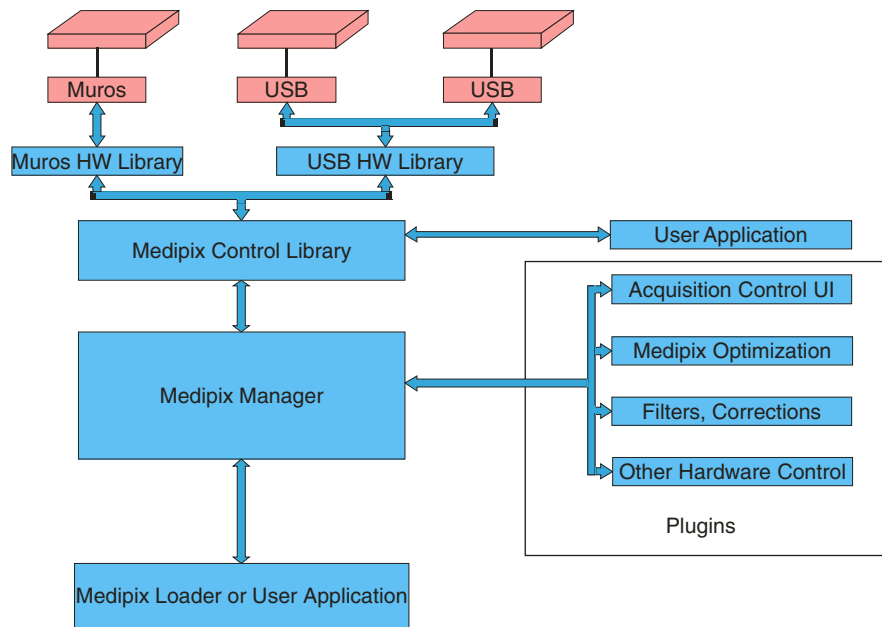 Muros
USB
USB
Muros HW Library
USB HW Library
Medipix Control Library
User Application
Acquisition Control UI
Medipix Optimization
Medipix Manager
Filters, Corrections
Other Hardware Control
Plugins
Medipix Loader or User Application